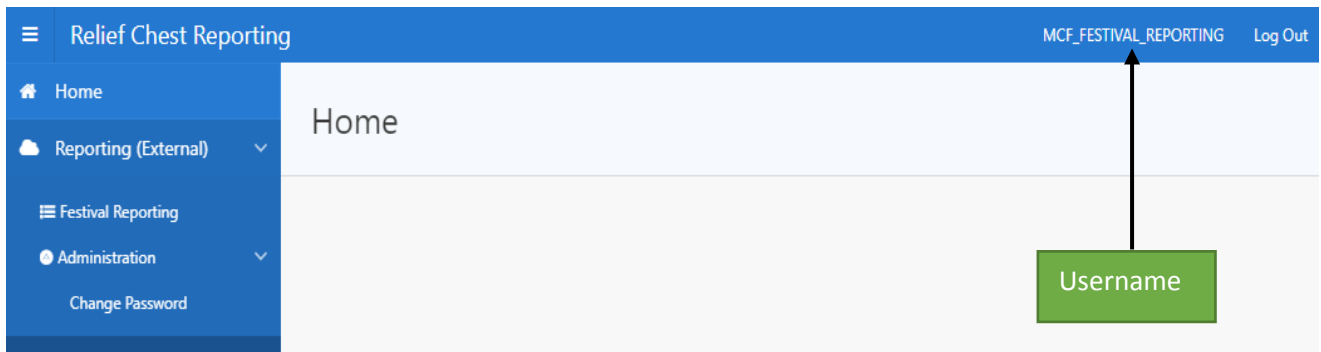 Relief Chest Reporting MCF_FESTIVAL_REPORTING Log Out
Home
Home
Reporting (External)
Festival Reporting
Administration
Change Password
Username